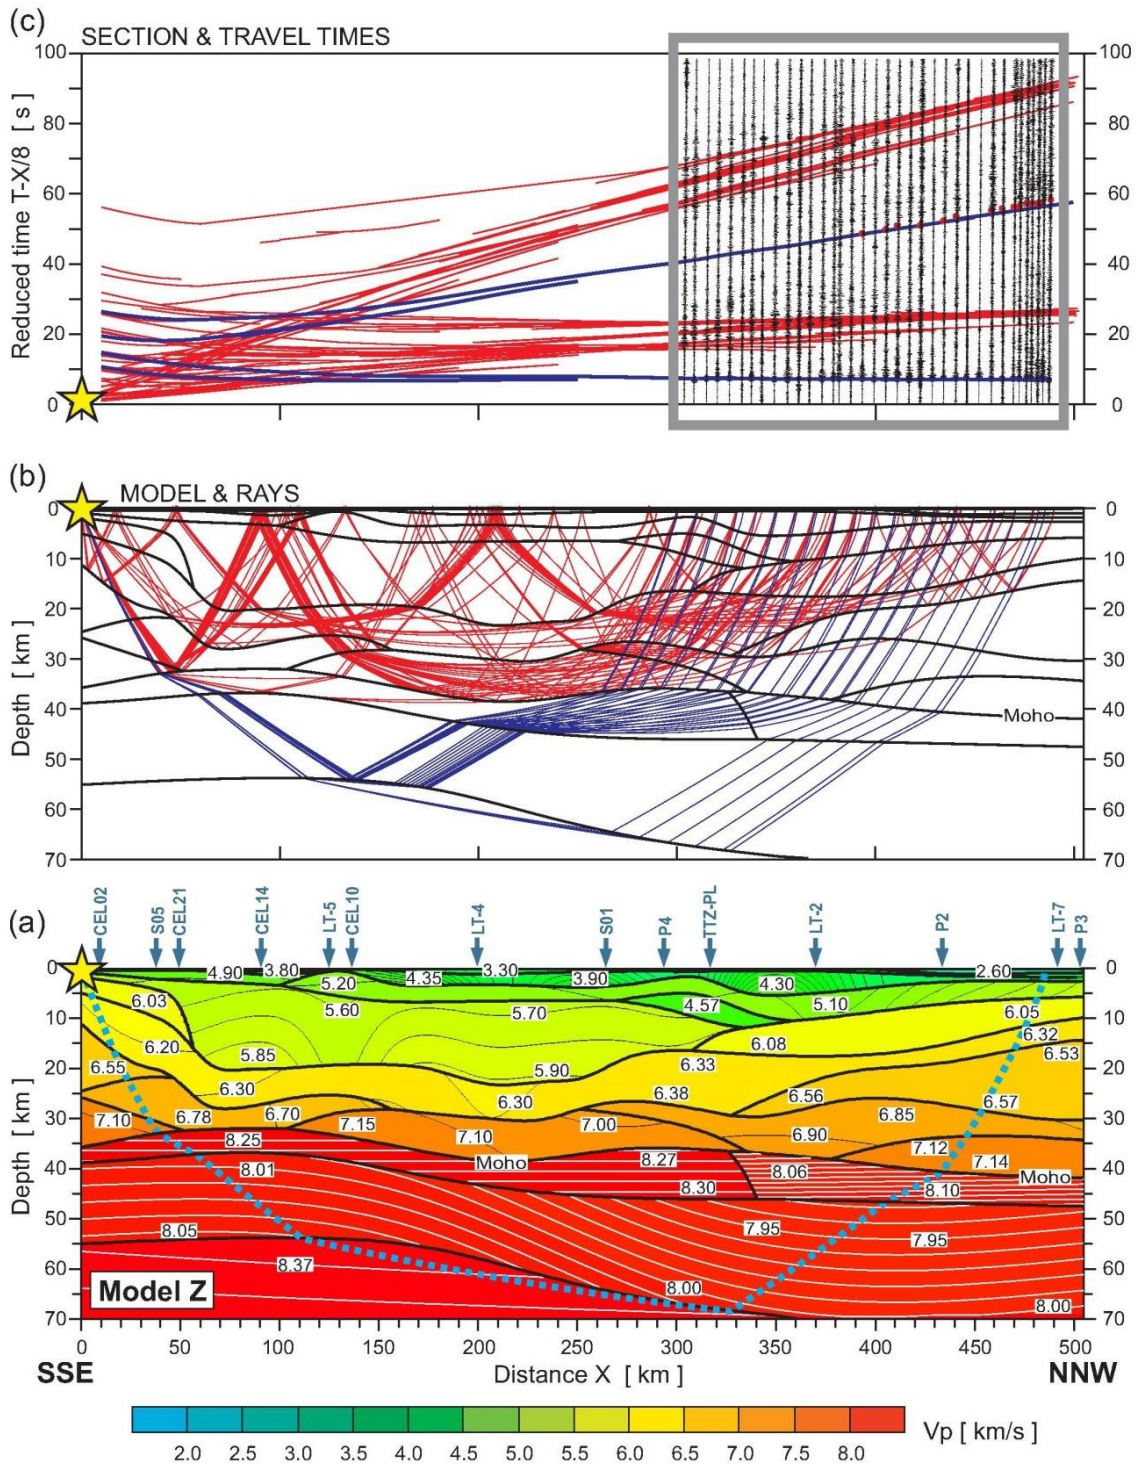 (c)
SECTION & TRAVEL TIMES
100 100
80 80
60 60
40 40
20 20
0 0
Reduced time T-X/8 [ s ]
(b)
MODEL & RAYS
0 0
10 10
20 20
30 30
40 40
50 50
60 60
70 70
Depth [ km ]
Moho
(a)
CEL02 S05 CEL21 CEL14 LT-5 CEL10 LT-4 S01 P4 TTZ-PL LT-2 P2 LT-7 P3
0 0
10 10
20 20
30 30
40 40
50 50
60 60
70 70
Depth [ km ]
4.90 3.80 5.20 4.35 3.30 3.90 4.30 2.60
6.03 5.60 5.70 4.57 5.10 6.05
6.20 5.85 5.90 6.33 6.08 6.32
6.55 6.30 6.30 6.38 6.56 6.57 6.53
7.10 6.78 6.70 7.15 7.10 7.00 6.90 6.85 7.12 7.14
8.25 Moho 8.27 8.06 Moho
8.01 8.30 8.10
8.05 7.95 7.95
8.37 8.00 8.00
Model Z
0 50 100 150 200 250 300 350 400 450 500
SSE Distance X [ km ] NNW
2.0 2.5 3.0 3.5 4.0 4.5 5.0 5.5 6.0 6.5 7.0 7.5 8.0
Vp [ km/s ]